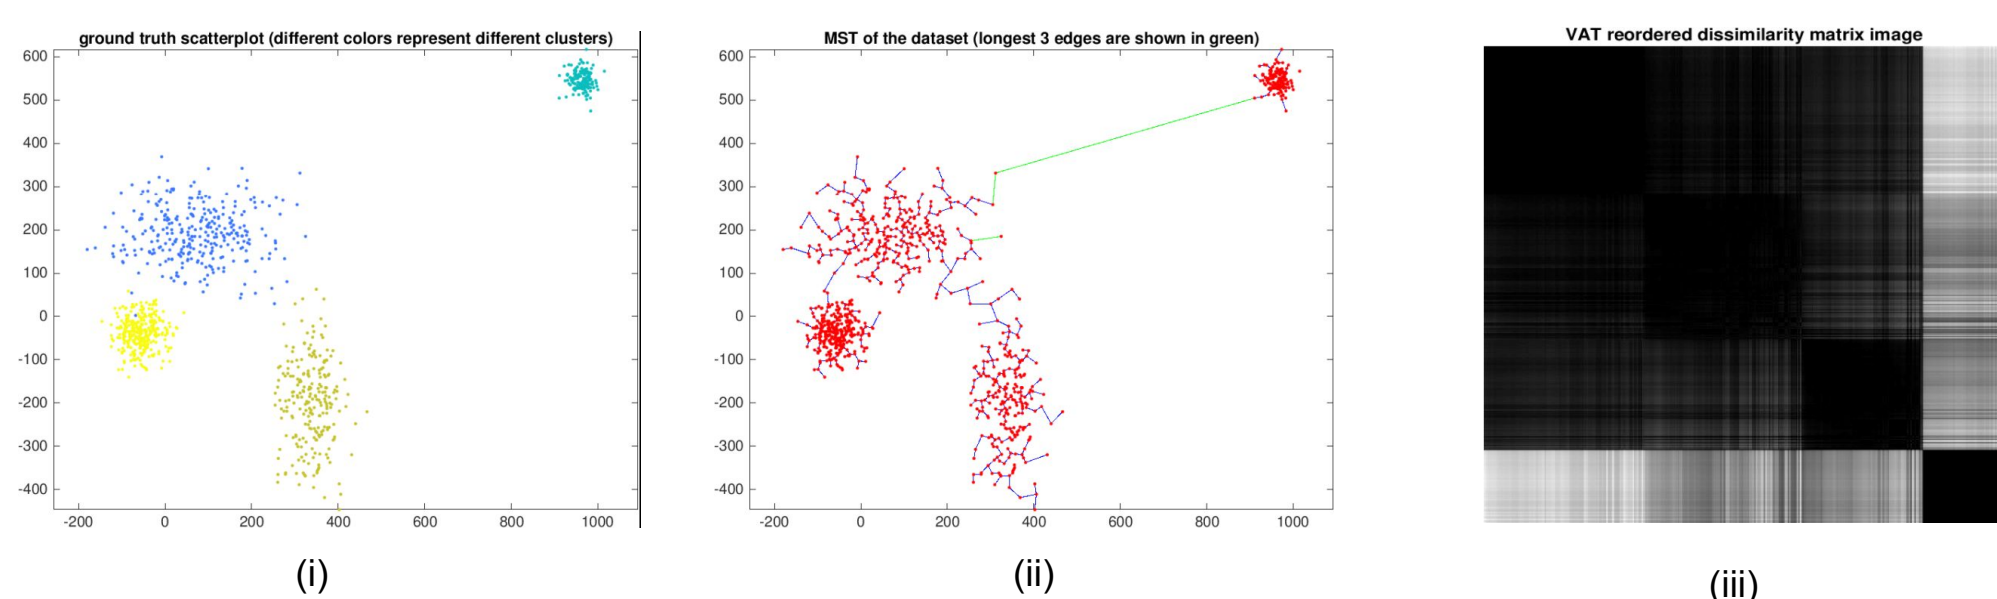 ground truth scatterplot (different colors represent different clusters)
600
500
400
300
200
100
0
-100
-200
-300
-400
-200 0 200 400 600 800 1000
(i)
MST of the dataset (longest 3 edges are shown in green)
600
500
400
300
200
100
0
-100
-200
-300
-400
-200 0 200 400 600 800 1000
(ii)
VAT reordered dissimilarity matrix image
(iii)